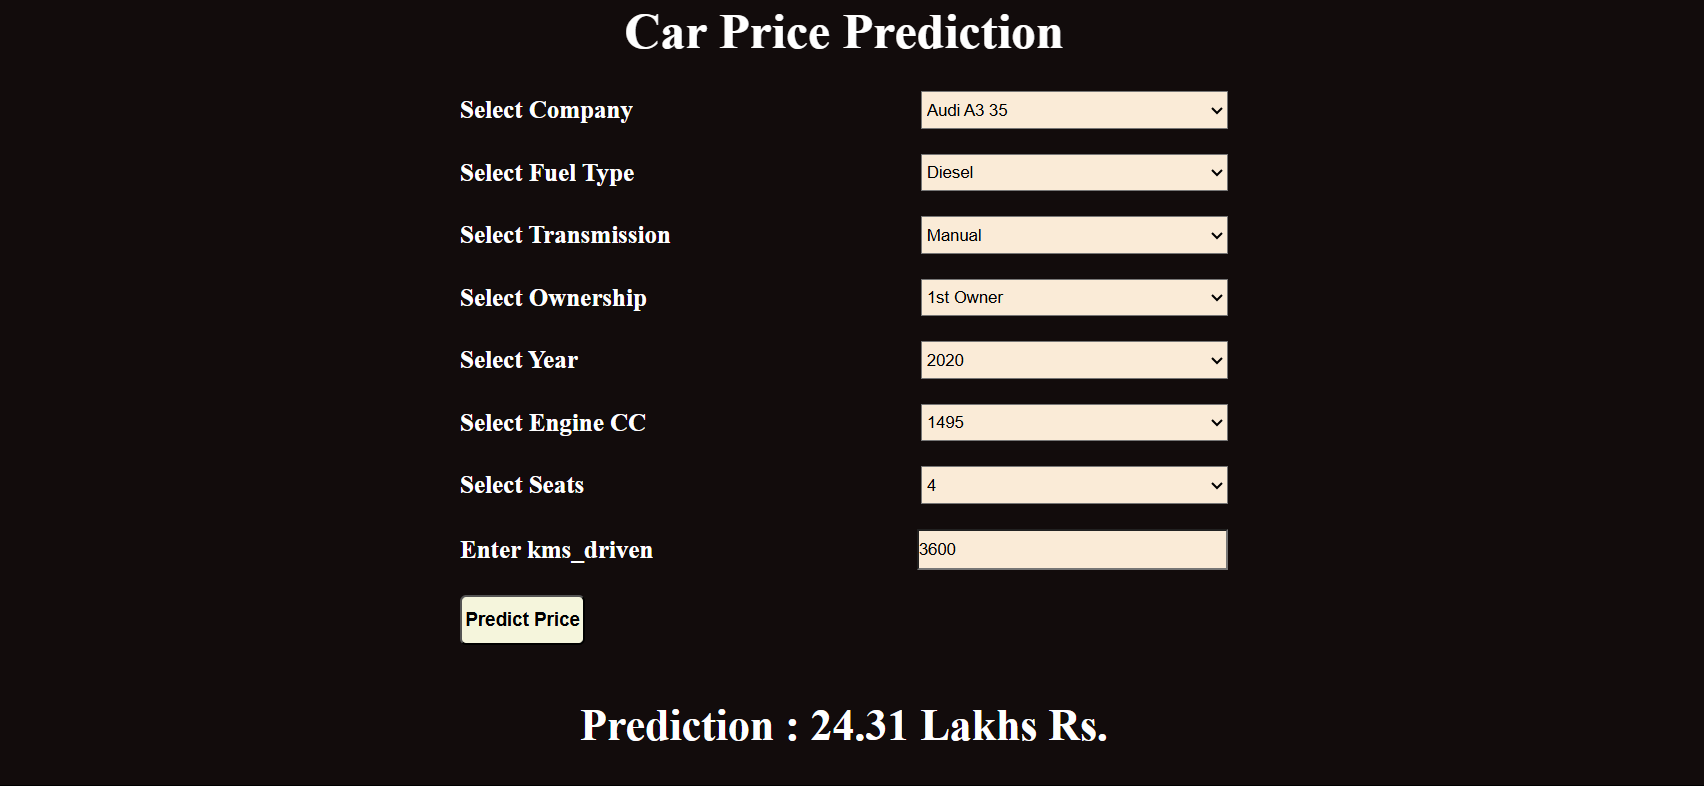 Car Price Prediction
Select Company Audi A3 35
Select Fuel Type Diesel
Select Transmission Manual
Select Ownership 1st Owner
Select Year 2020
Select Engine CC 1495
Select Seats 4
Enter kms_driven 3600
Predict Price
Prediction : 24.31 Lakhs Rs.